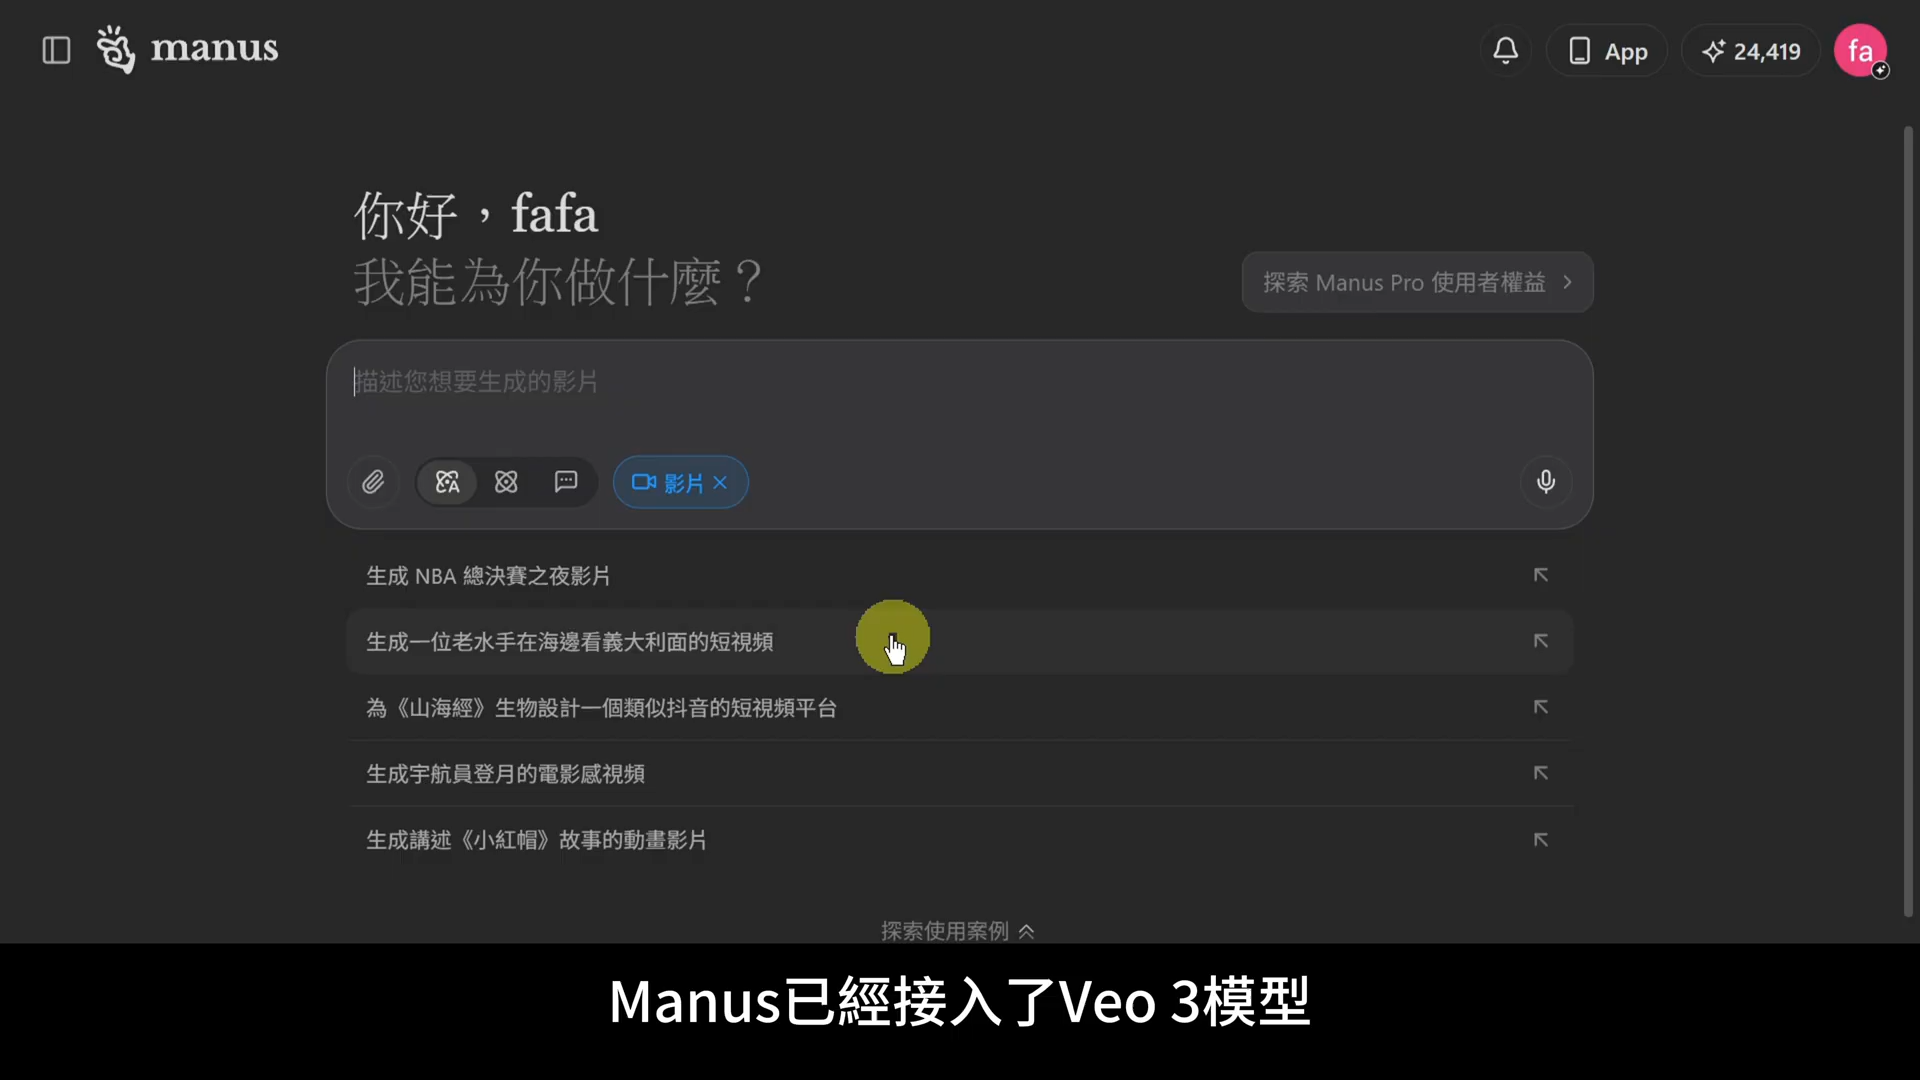 manus
App
24,419
fa
你好，fafa
我能為你做什麼？
探索 Manus Pro 使用者權益
描述您想要生成的影片
影片
生成 NBA 總決賽之夜影片
生成一位老水手在海邊看義大利面的短視頻
為《山海經》生物設計一個類似抖音的短視頻平台
生成宇航員登月的電影感視頻
生成講述《小紅帽》故事的動畫影片
探索使用案例
Manus已經接入了Veo 3模型